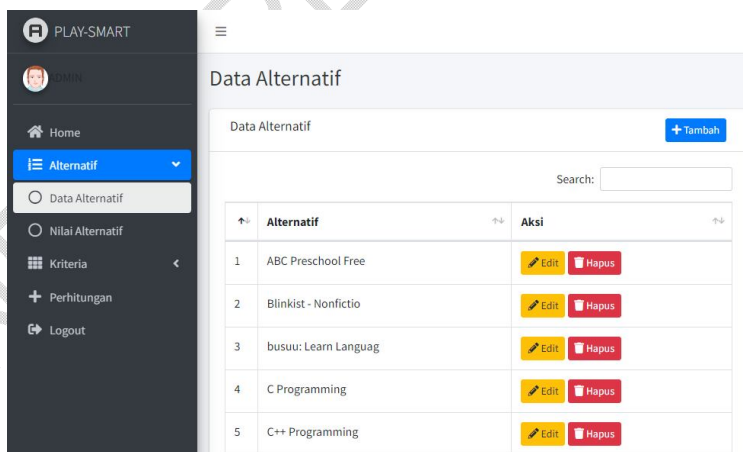 PLAY-SMART
ADMIN
Home
Alternatif
Data Alternatif
Nilai Alternatif
Kriteria
Perhitungan
Logout
Data Alternatif
Data Alternatif
Tambah
Search:
Alternatif Aksi
1 ABC Preschool Free Edit Hapus
2 Blinkist - Nonfictio Edit Hapus
3 busuu: Learn Languag Edit Hapus
4 C Programming Edit Hapus
5 C++ Programming Edit Hapus